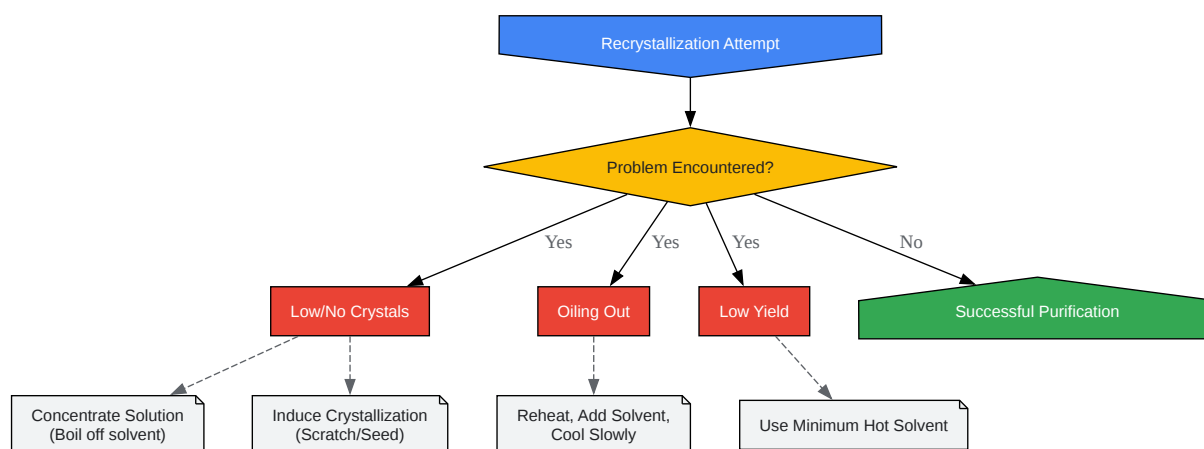 Recrystallization Attempt
Problem Encountered?
Yes
Yes
Yes
No
Low/No Crystals
Oiling Out
Low Yield
Successful Purification
Concentrate Solution
(Boil off solvent)
Induce Crystallization
(Scratch/Seed)
Reheat, Add Solvent,
Cool Slowly
Use Minimum Hot Solvent